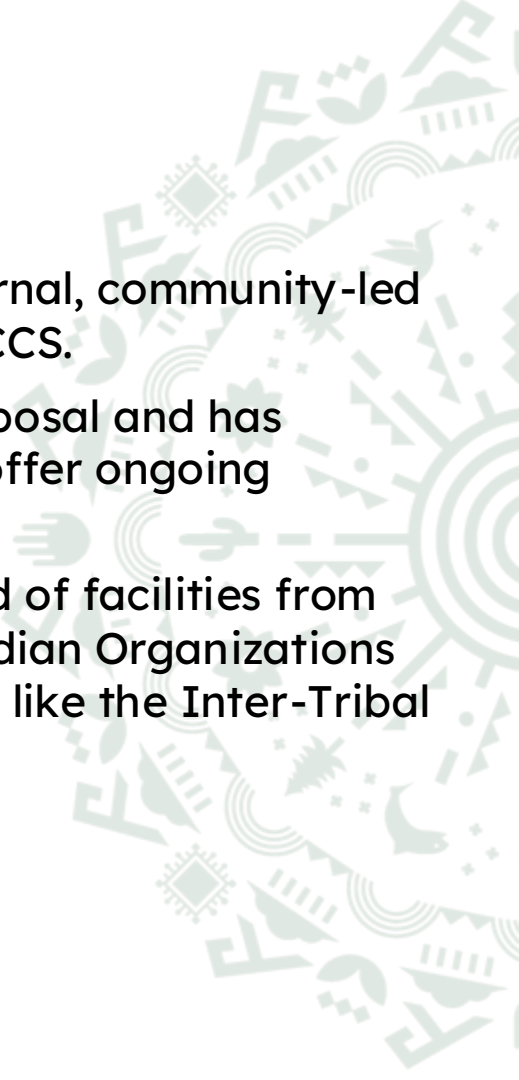 rnal, community-led
CCS.
posal and has
offer ongoing
d of facilities from
dian Organizations
like the Inter-Tribal